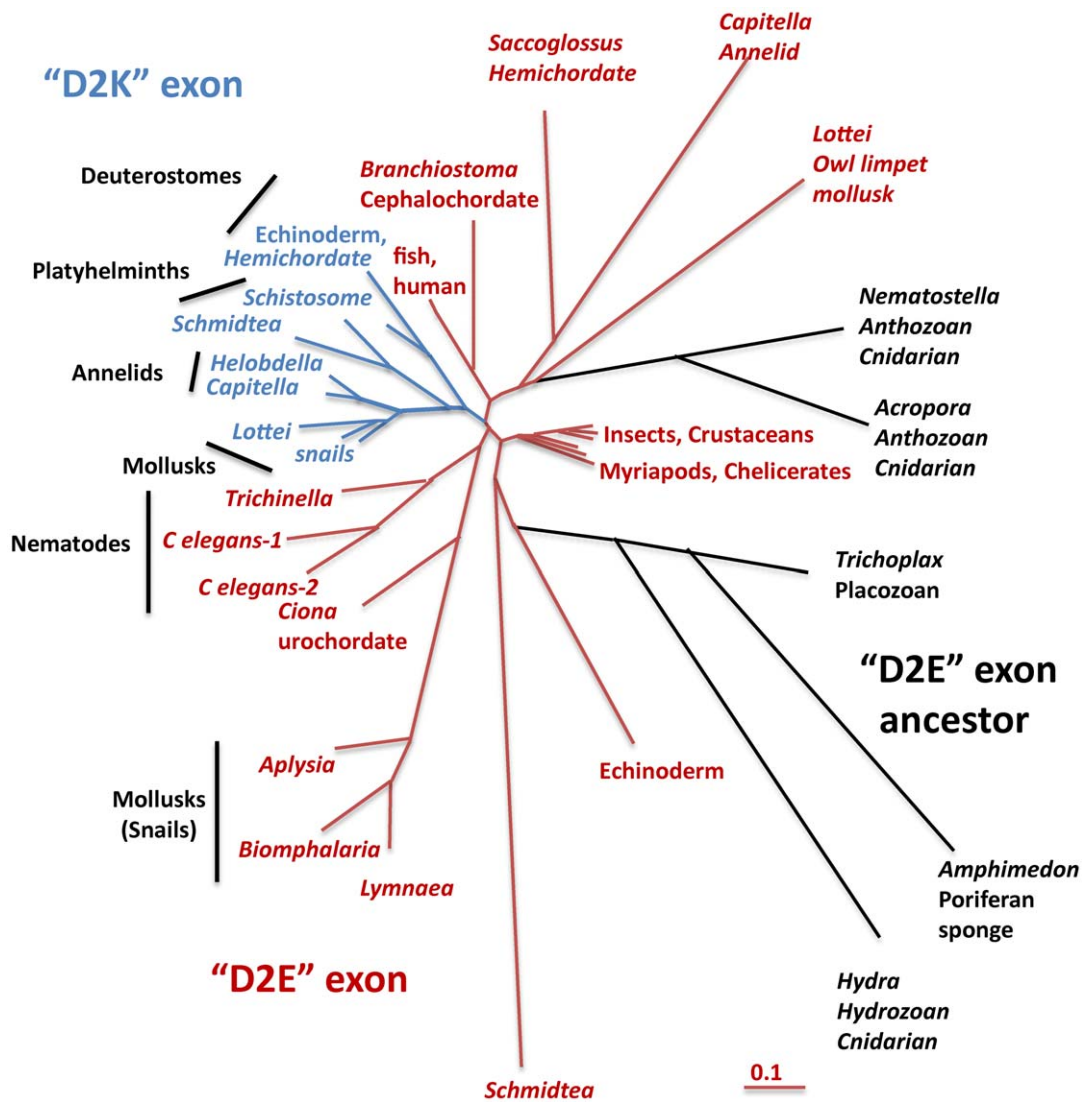 Capitella
Annelid
Saccoglossus
Hemichordate
“D2K” exon
Lottei
Owl limpet
mollusk
Deuterostomes
Branchiostoma
Cephalochordate
Echinoderm,
Hemichordate
fish,
human
Platyhelminths
Schistosome
Schmidtea
Nematostella
Anthozoan
Cnidarian
Annelids
Helobdella
Capitella
Acropora
Anthozoan
Cnidarian
Lottei
snails
Insects, Crustaceans
Myriapods, Chelicerates
Mollusks
Trichinella
Nematodes
C elegans-1
C elegans-2
Ciona
urochordate
Trichoplax
Placozoan
“D2E” exon
ancestor
Aplysia
Echinoderm
Mollusks
(Snails)
Biomphalaria
Lymnaea
Amphimedon
Poriferan
sponge
“D2E” exon
Hydra
Hydrozoan
Cnidarian
Schmidtea
0.1